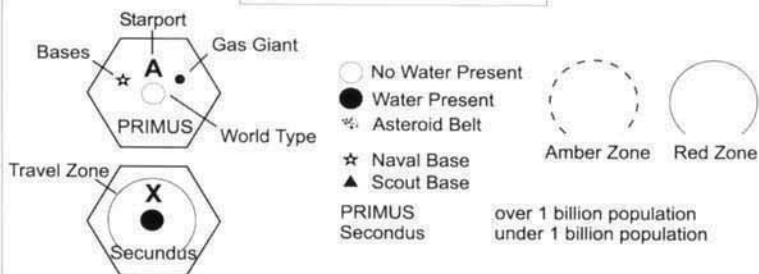 Starport
Bases
Gas Giant
A
PRIMUS
World Type
Travel Zone
X
Secundus
No Water Present
Water Present
Asteroid Belt
Naval Base
Scout Base
PRIMUS over 1 billion population
Secondus under 1 billion population
Amber Zone
Red Zone